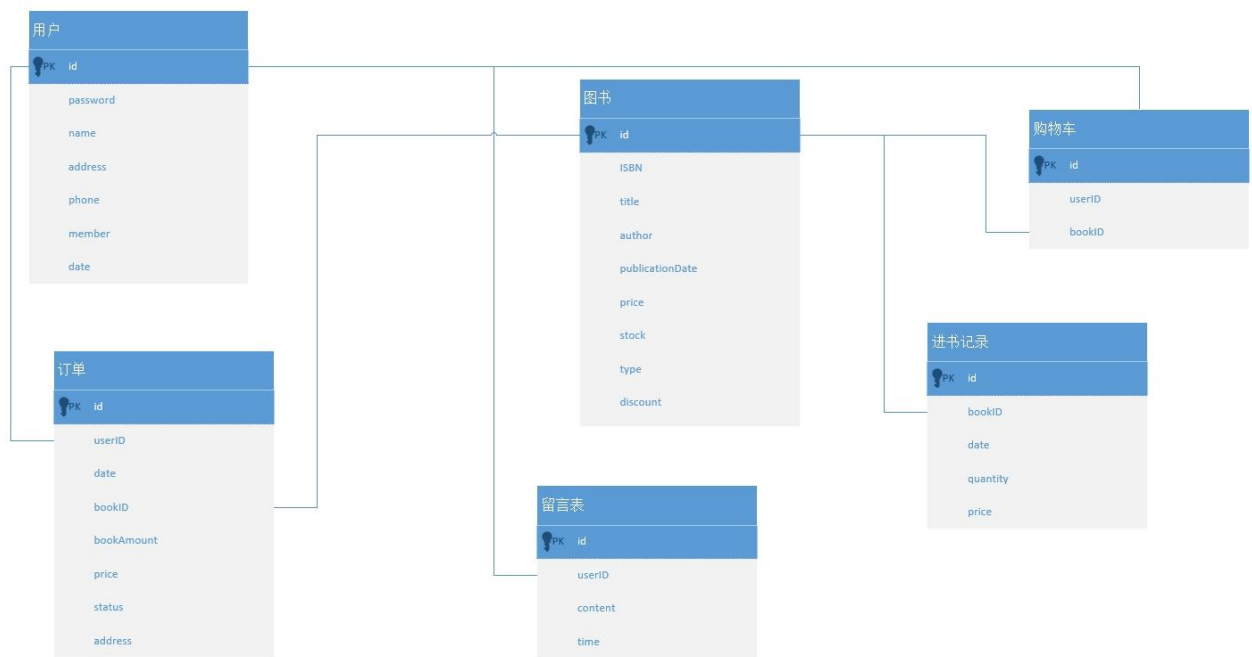 用户
PK id
password
name
address
phone
member
date
图书
PK id
ISBN
title
author
publicationDate
price
stock
type
discount
购物车
PK id
userID
bookID
订单
PK id
userID
date
bookID
bookAmount
price
status
address
留言表
PK id
userID
content
time
进书记录
PK id
bookID
date
quantity
price